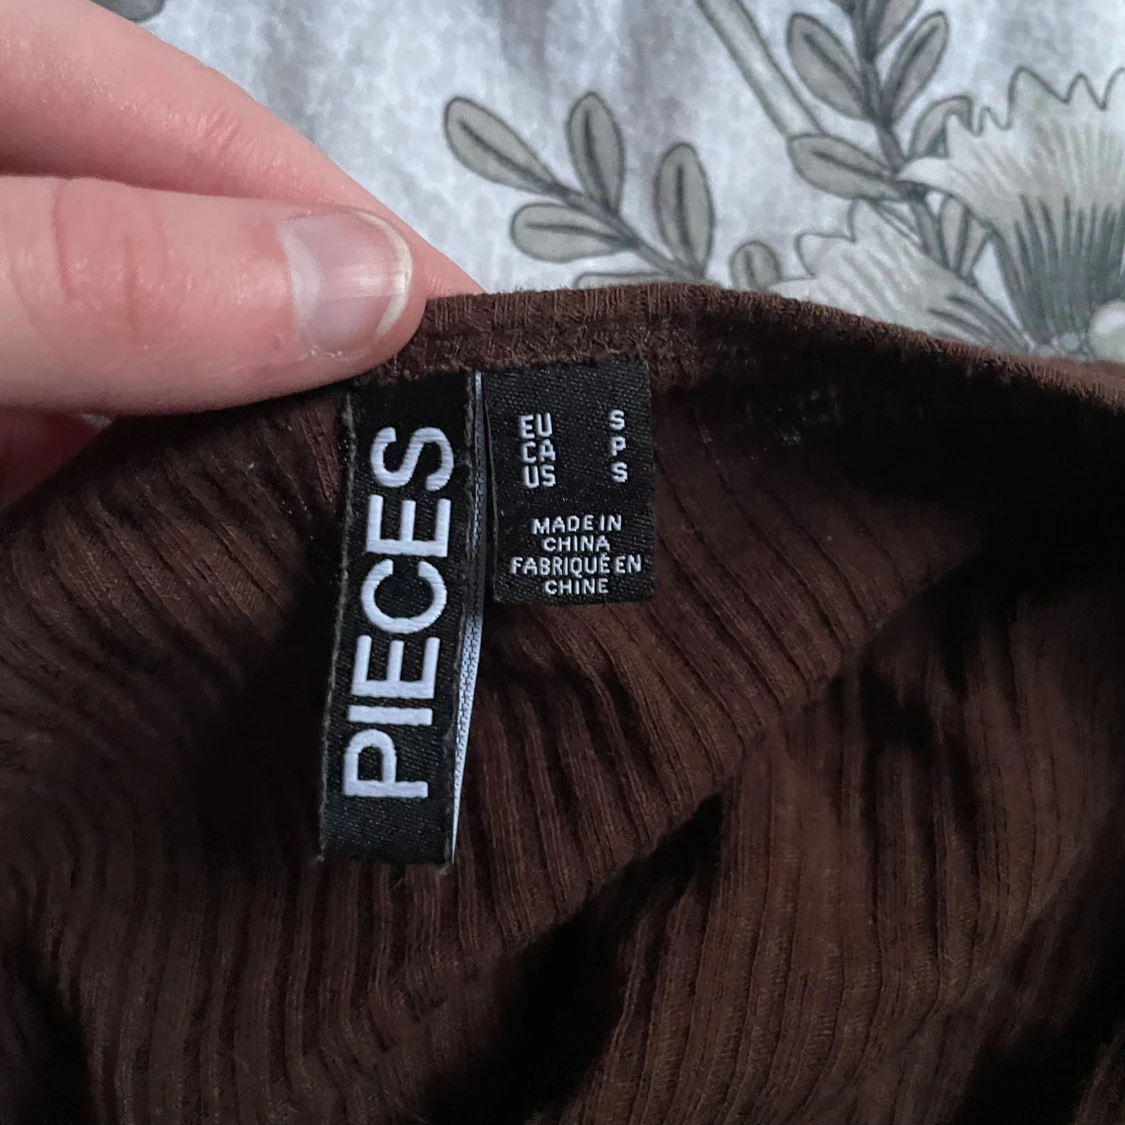 PIECES
EU S
CA P
US S
MADE IN
CHINA
FABRIQUÉ EN
CHINE